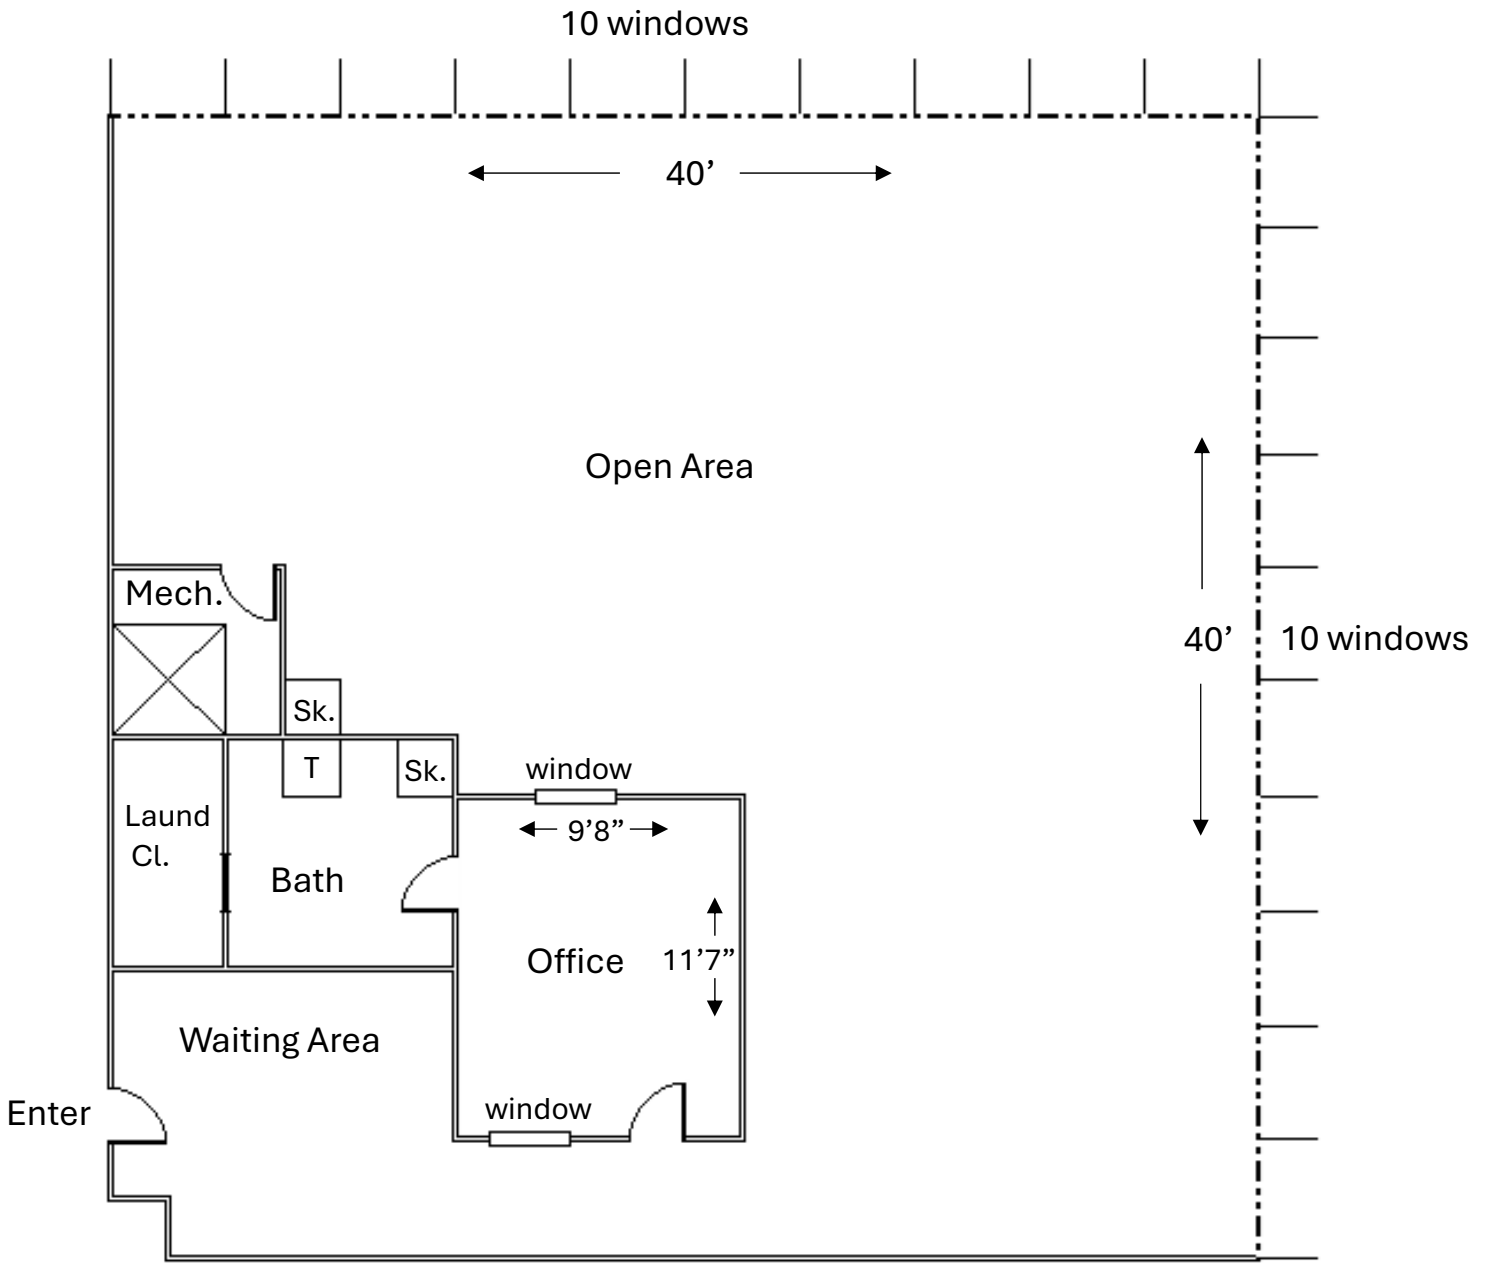 10 windows
40’
Open Area
40’
10 windows
Mech.
Sk.
T
Sk.
window
9’8”
Laund
Cl.
Bath
Office
11’7”
Waiting Area
Enter
window